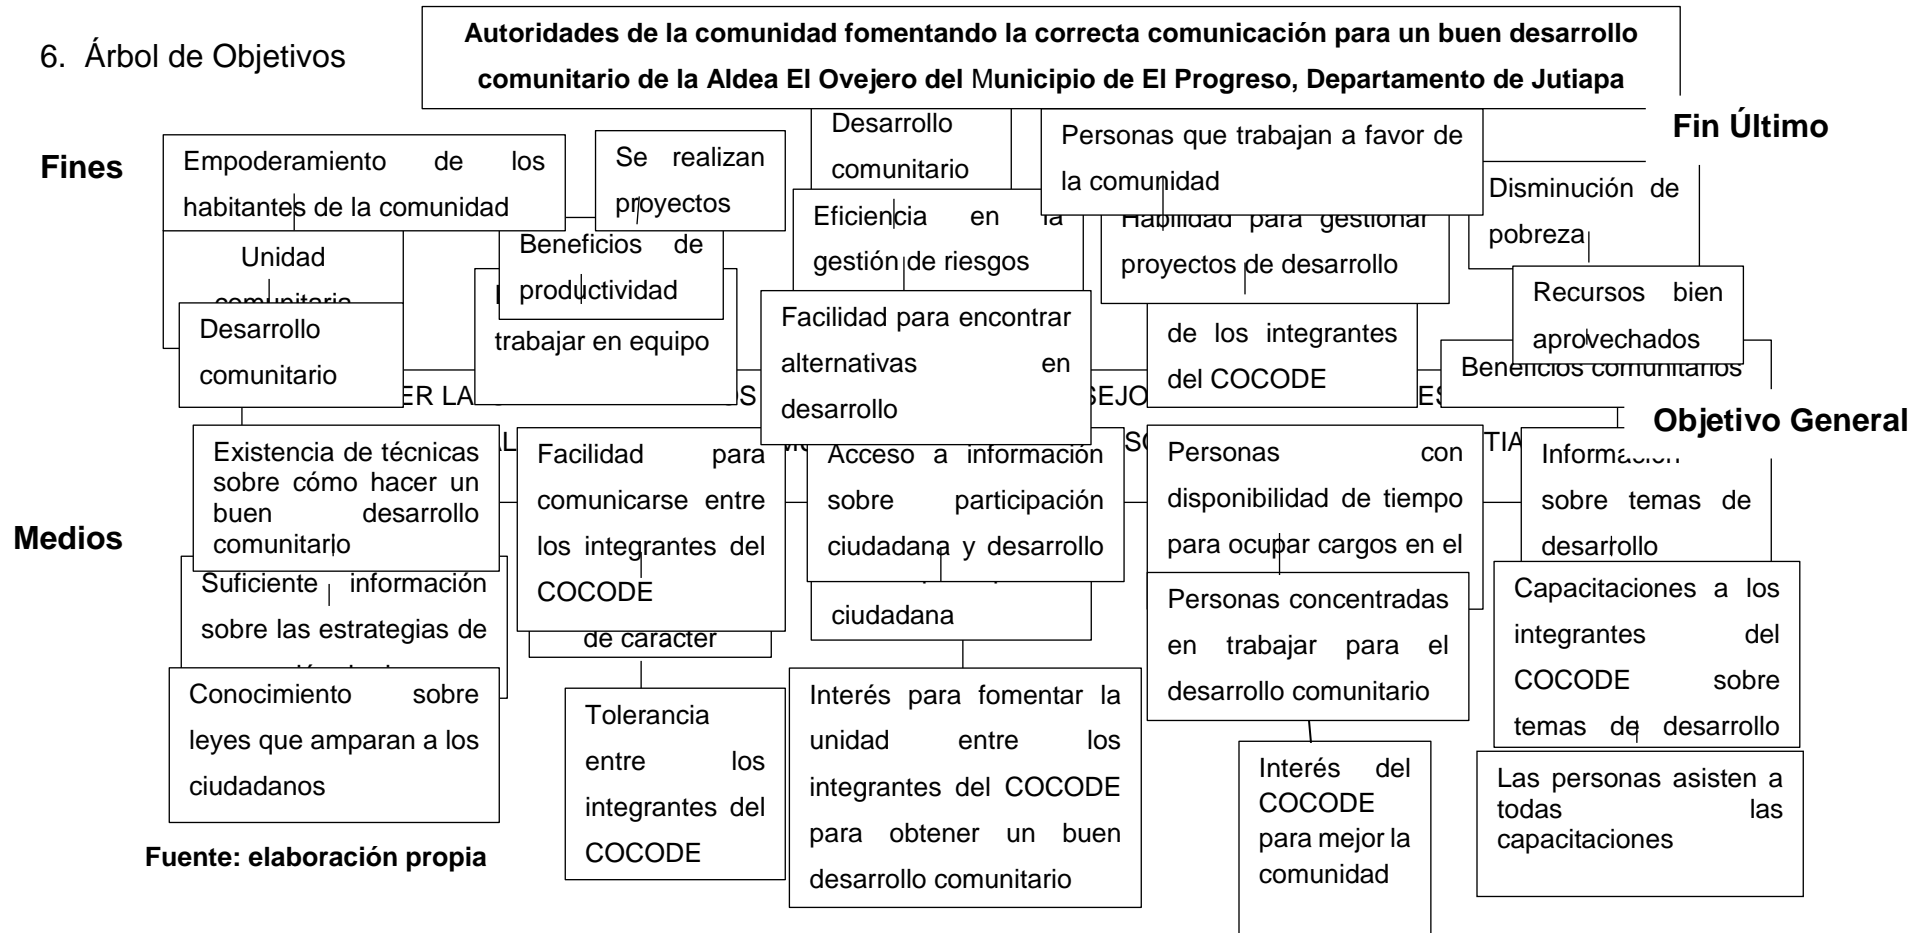 6. Árbol de Objetivos
Autoridades de la comunidad fomentando la correcta comunicación para un buen desarrollo
comunitario de la Aldea El Ovejero del Municipio de El Progreso, Departamento de Jutiapa
Fin Último
Fines
Empoderamiento de los
habitantes de la comunidad
Se realizan
proyectos
Desarrollo
comunitario
Personas que trabajan a favor de
la comunidad
Disminución de
pobreza
Unidad
comunitaria
Beneficios de
productividad
Eficiencia en la
gestión de riesgos
Habilidad para gestionar
proyectos de desarrollo
Recursos bien
aprovechados
Desarrollo
comunitario
trabajar en equipo
Facilidad para encontrar
alternativas en
desarrollo
de los integrantes
del COCODE
Beneficios comunitarios
ER LA
OS
SEJO
ES
Objetivo General
AL
TIA
Existencia de técnicas
sobre cómo hacer un
buen desarrollo
comunitario
Facilidad para
comunicarse entre
los integrantes del
COCODE
Acceso a información
sobre participación
ciudadana y desarrollo
Personas con
disponibilidad de tiempo
para ocupar cargos en el
Información
sobre temas de
desarrollo
Medios
Suficiente información
sobre las estrategias de
de carácter
ciudadana
Personas concentradas
en trabajar para el
desarrollo comunitario
Capacitaciones a los
integrantes del
COCODE sobre
temas de desarrollo
Conocimiento sobre
leyes que amparan a los
ciudadanos
Tolerancia
entre los
integrantes del
COCODE
Interés para fomentar la
unidad entre los
integrantes del COCODE
para obtener un buen
desarrollo comunitario
Interés del
COCODE
para mejor la
comunidad
Las personas asisten a
todas las
capacitaciones
Fuente: elaboración propia